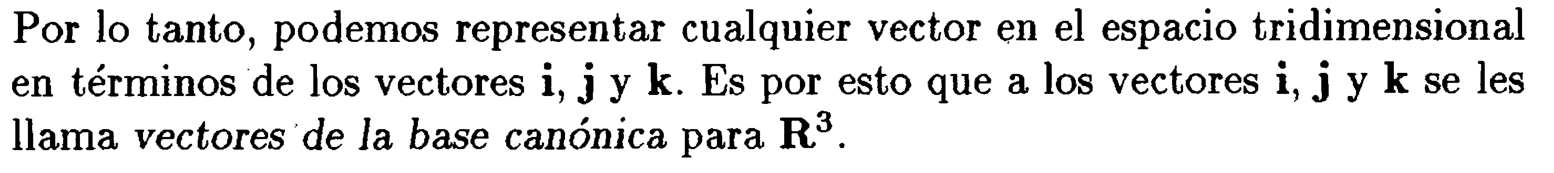 Por lo tanto, podemos representar cualquier vector en el espacio tridimensional
en términos de los vectores i, j y k. Es por esto que a los vectores i, j y k se les
llama vectores de la base canónica para R³.